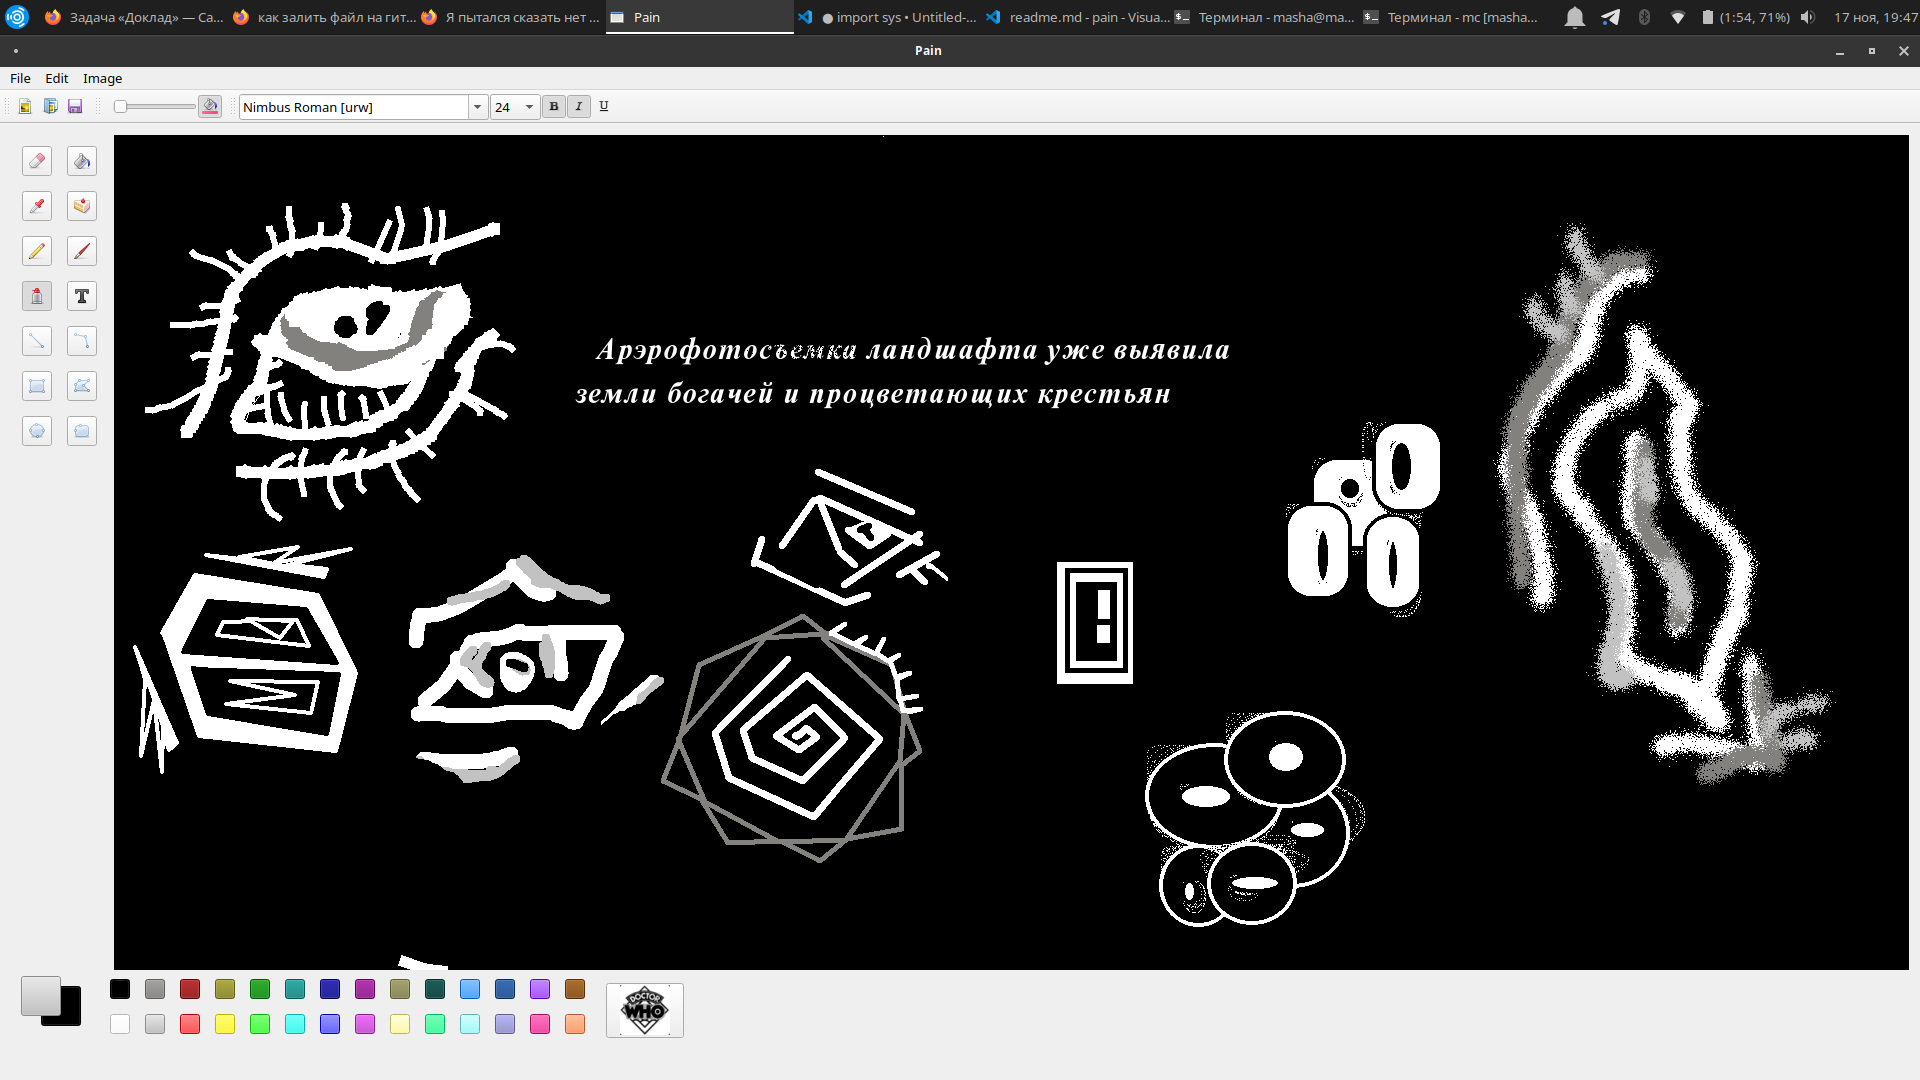 Задача «Доклад» — Са...
как залить файл на гит...
Я пытался сказать нет ...
Pain
● import sys • Untitled-...
readme.md - pain - Visua...
Терминал - masha@ma...
Терминал - mc [masha...
(1:54, 71%)
17 ноя, 19:47
Pain
File Edit Image
Nimbus Roman [urw] 24 B I U
T
Арэрофотосъемка ландшафта уже выявила
земли богачей и процветающих крестьян
DOCTOR
WHO